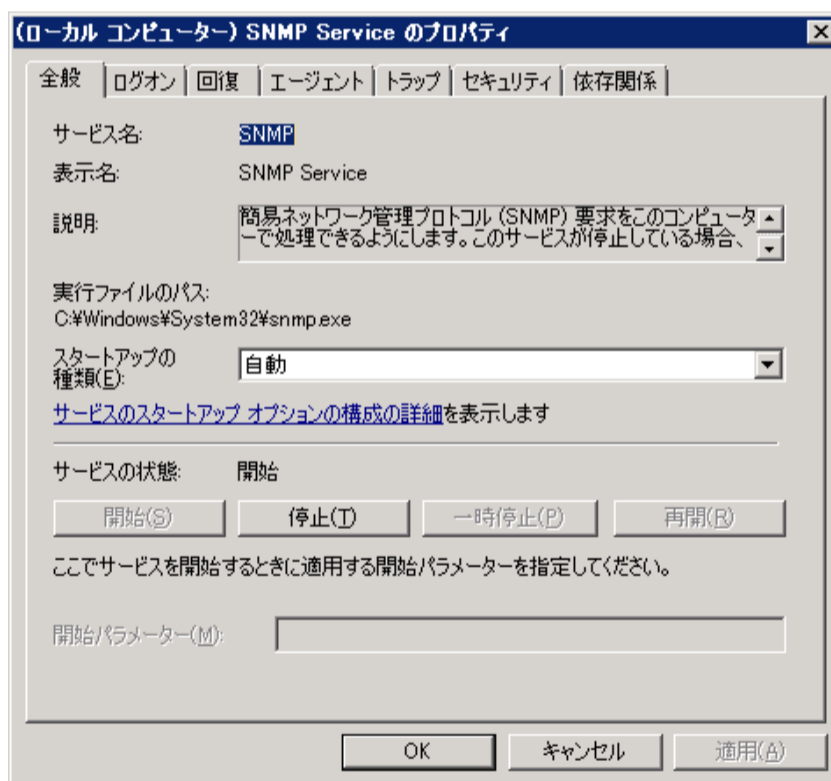 (ローカル コンピューター) SNMP Service のプロパティ
全般 ログオン 回復 エージェント トラップ セキュリティ 依存関係
サービス名: SNMP
表示名: SNMP Service
説明: 簡易ネットワーク管理プロトコル (SNMP) 要求をこのコンピュータ
ーで処理できるようにします。このサービスが停止している場合、
実行ファイルのパス:
C:¥Windows¥System32¥snmp.exe
スタートアップの
種類(E): 自動
サービスのスタートアップ オプションの構成の詳細を表示します
サービスの状態: 開始
開始(S) 停止(T) 一時停止(P) 再開(R)
ここでサービスを開始するときに適用する開始パラメーターを指定してください。
開始パラメーター(M):
OK キャンセル 適用(A)